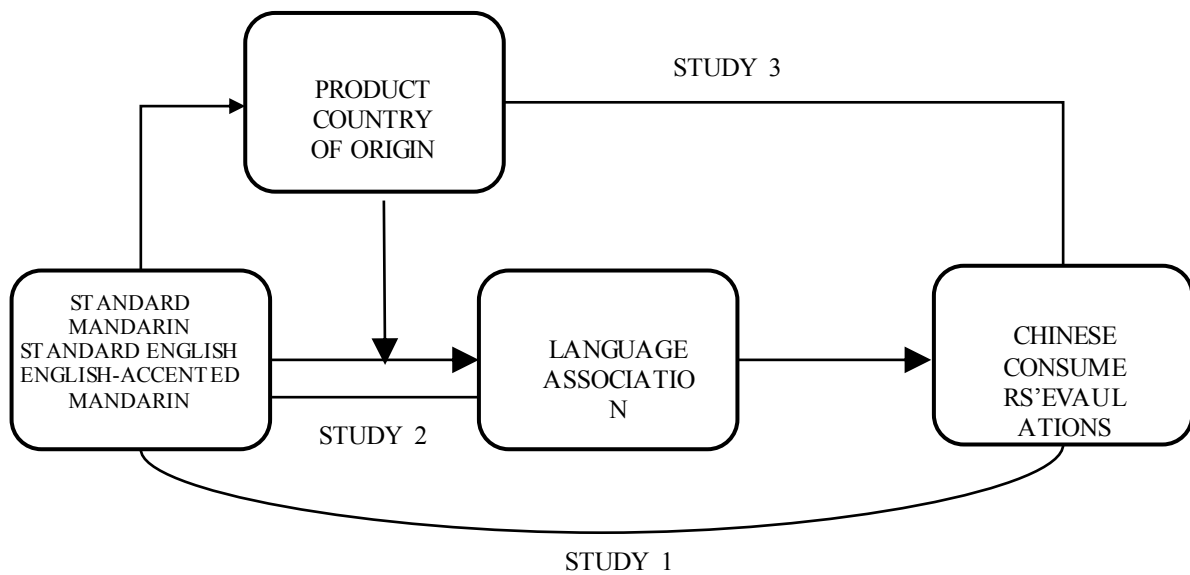 STUDY 3
PRODUCT
COUNTRY
OF ORIGIN
STANDARD
MANDARIN
STANDARD ENGLISH
ENGLISH-ACCENTED
MANDARIN
LANGUAGE
ASSOCIATIO
N
CHINESE
CONSUME
RS'EVAUL
ATIONS
STUDY 2
STUDY 1